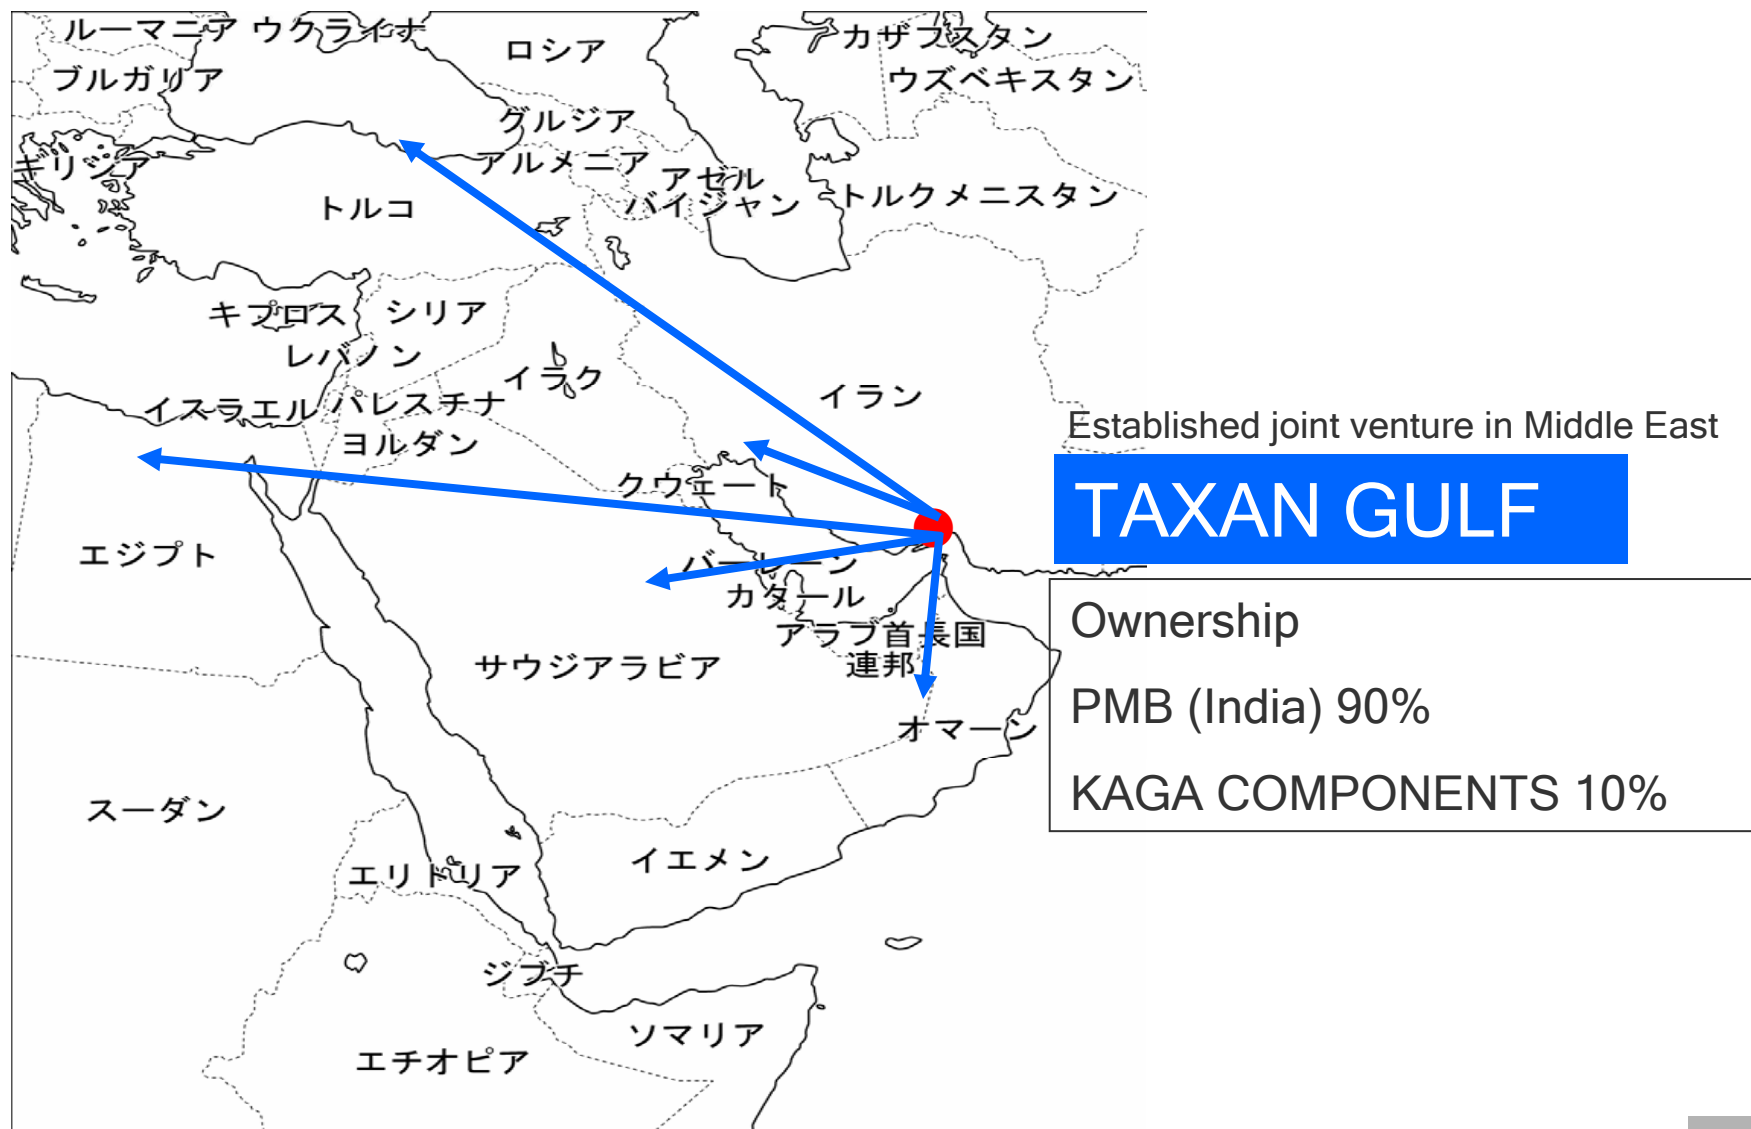 ルーマニア ウクライナ
ロシア
カザフスタン
ブルガリア
ウズベキスタン
グルジア
ギリシア
アルメニア
アゼル
バイジャン
トルクメニスタン
トルコ
キプロス
シリア
レバノン
イラク
イラン
イスラエル
パレスチナ
ヨルダン
クウェート
Established joint venture in Middle East
TAXAN GULF
エジプト
バーレーン
カタール
アラブ首長国
連邦
サウジアラビア
オマーン
Ownership
PMB (India) 90%
KAGA COMPONENTS 10%
スーダン
エリトリア
イエメン
ジブチ
ソマリア
エチオピア